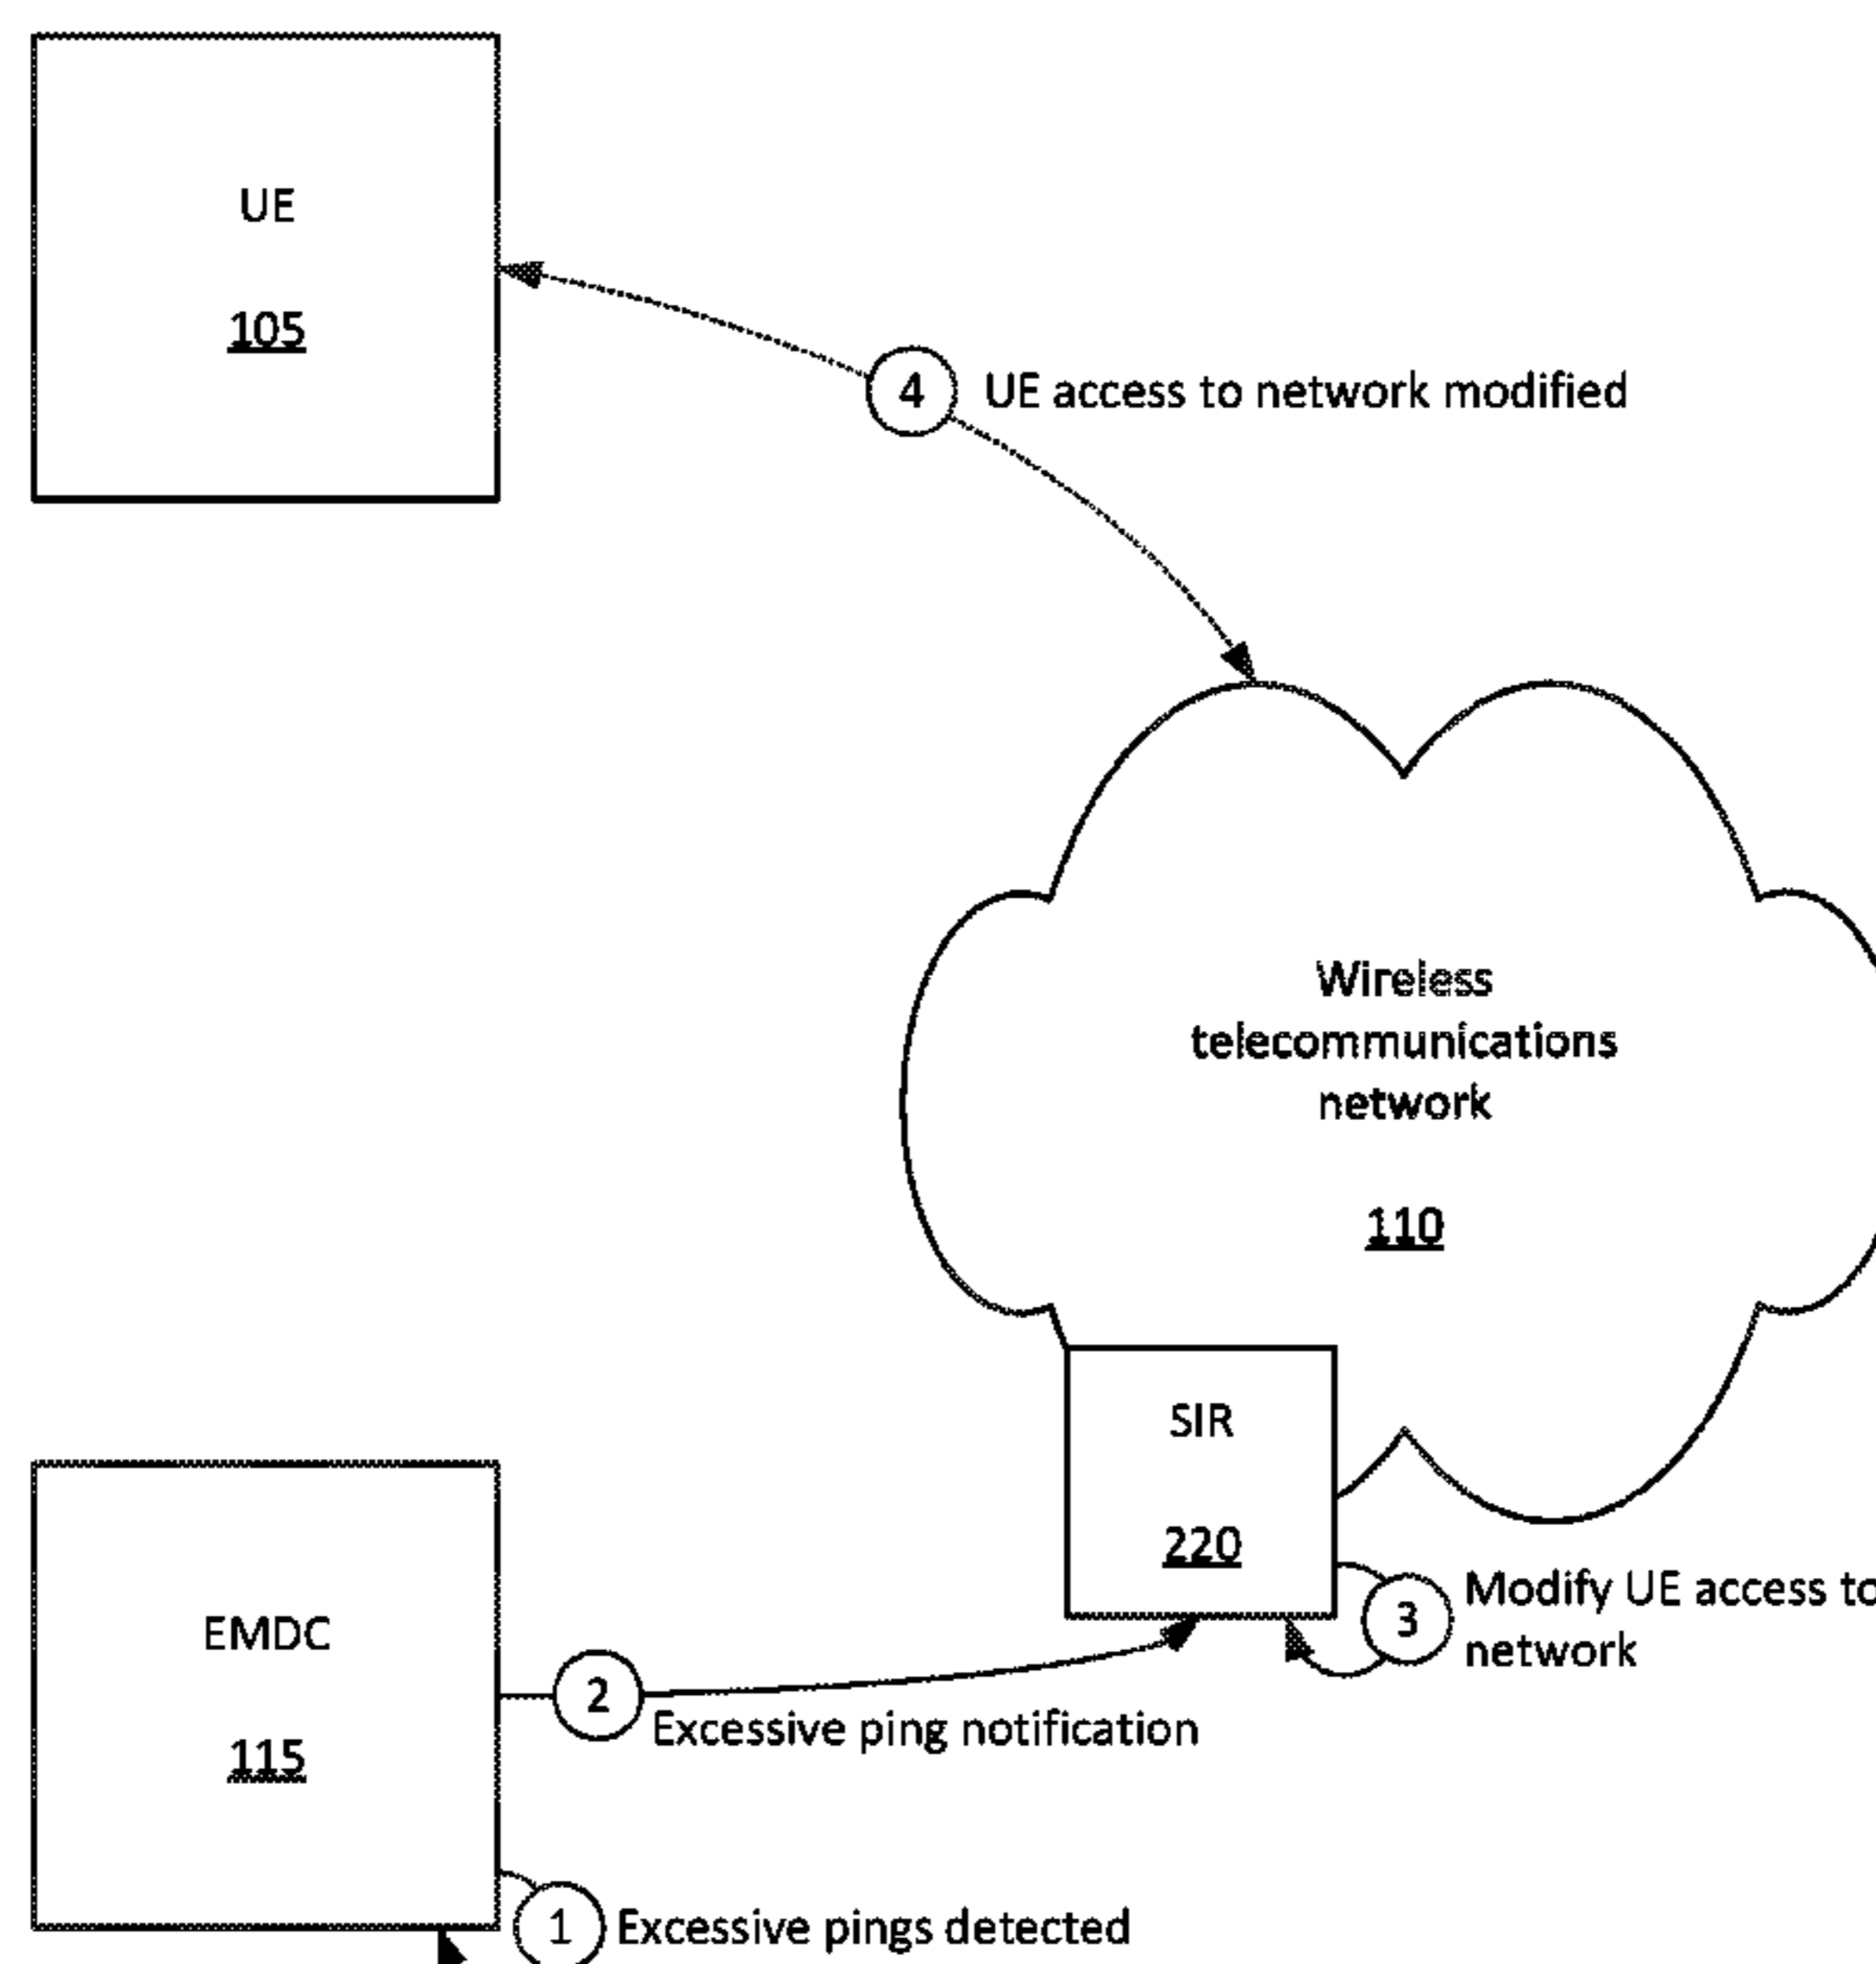 UE
105
4
UE access to network modified
Wireless
telecommunications
network
110
SIR
220
3
Modify UE access to
network
EMDC
115
2
Excessive ping notification
1
Excessive pings detected